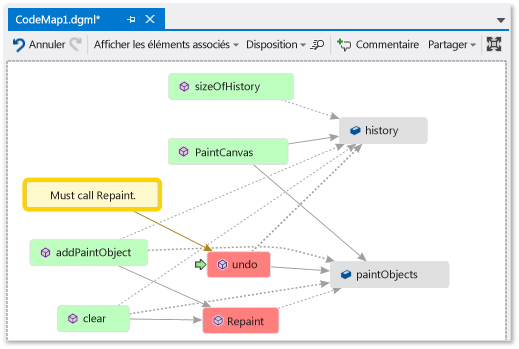 CodeMap1.dgml*
Annuler Afficher les éléments associés Disposition Commentaire Partager
sizeOfHistory
history
PaintCanvas
Must call Repaint.
addPaintObject
undo
paintObjects
clear
Repaint